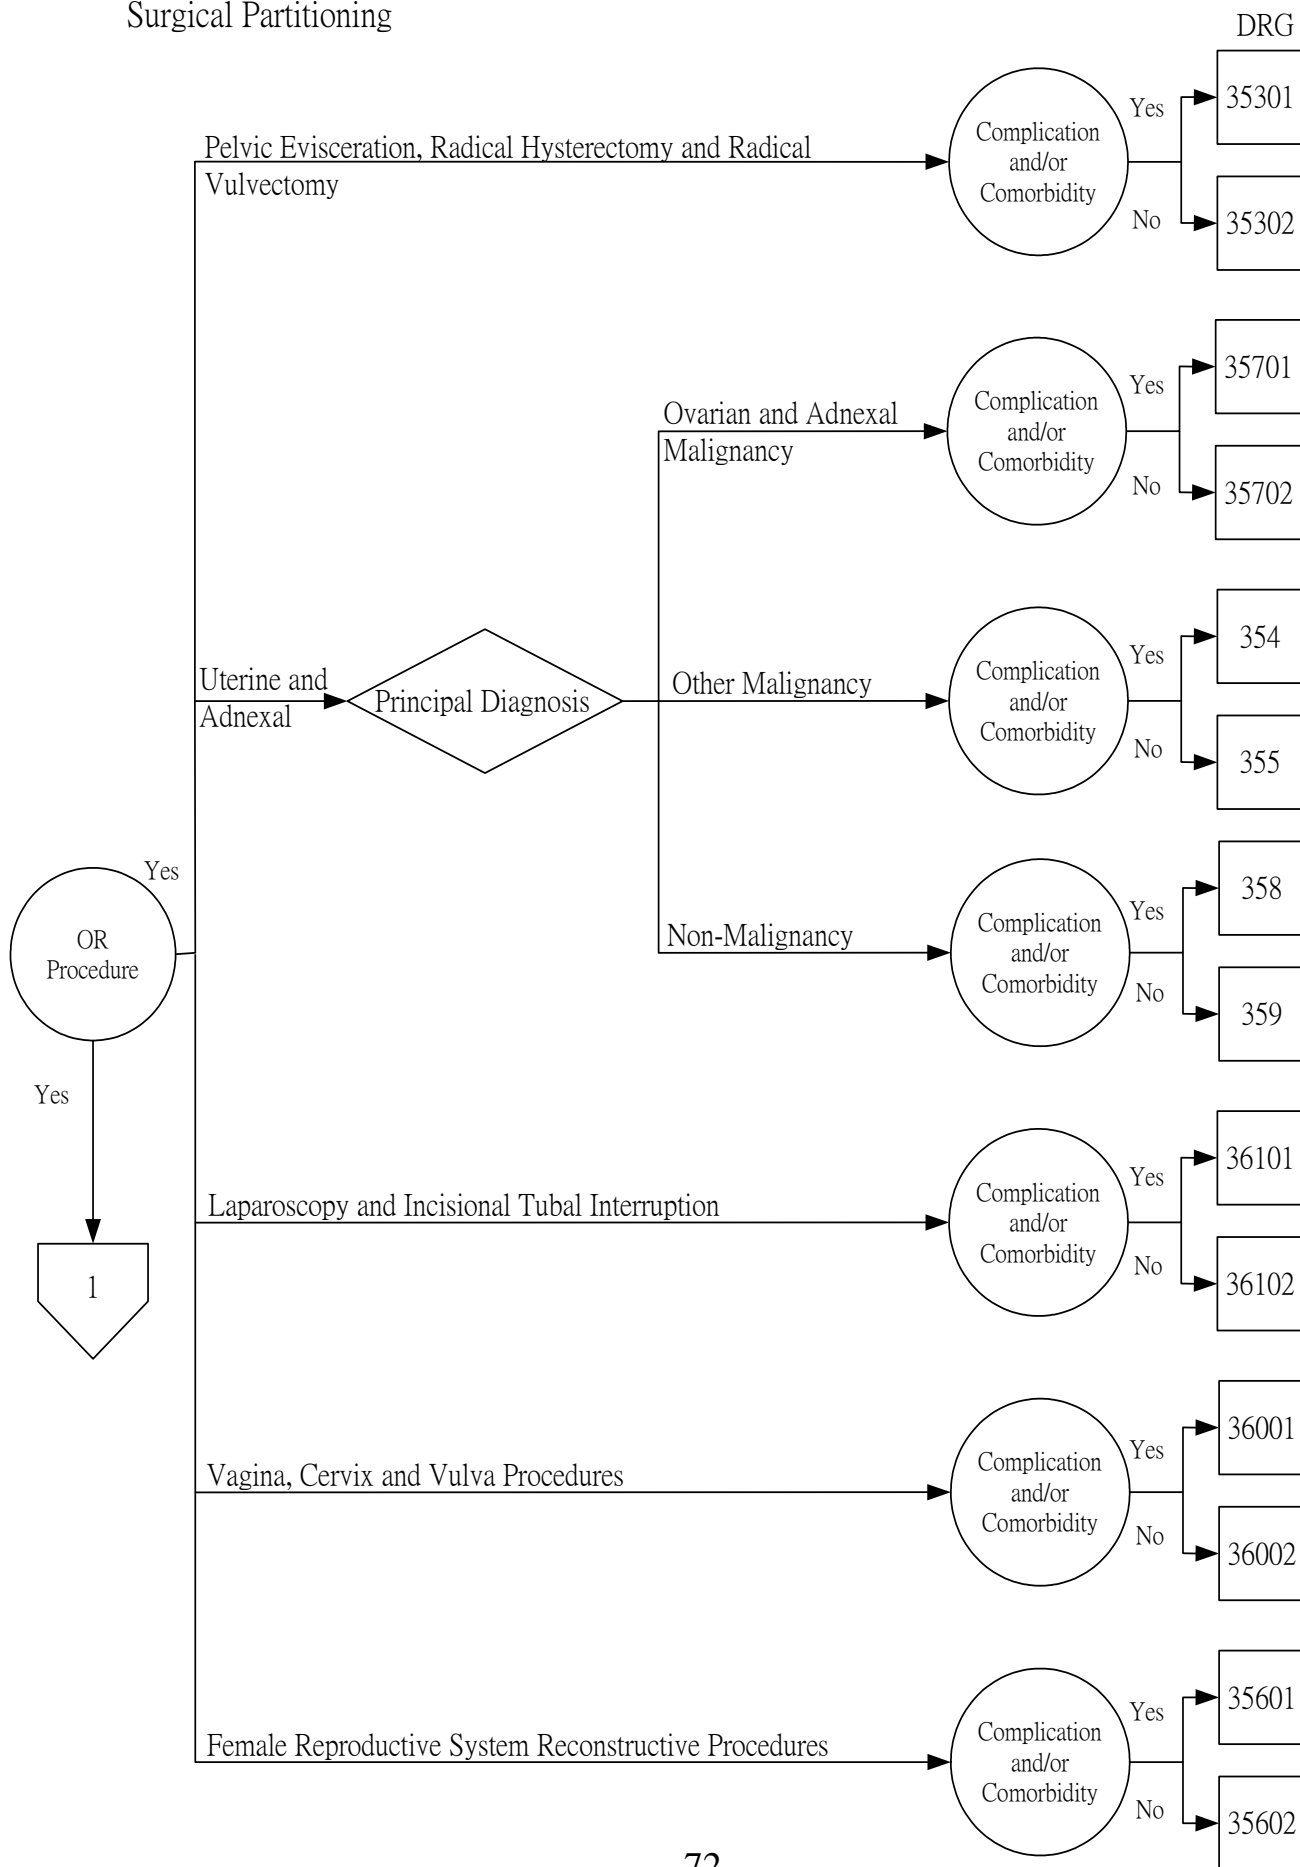 Surgical Partitioning
DRG
Pelvic Evisceration, Radical Hysterectomy and Radical
Vulvectomy
Complication
and/or
Comorbidity
Yes
35301
No
35302
Ovarian and Adnexal
Malignancy
Complication
and/or
Comorbidity
Yes
35701
No
35702
Uterine and
Adnexal
Principal Diagnosis
Other Malignancy
Complication
and/or
Comorbidity
Yes
354
No
355
Non-Malignancy
Complication
and/or
Comorbidity
Yes
358
No
359
Yes
OR
Procedure
Yes
1
Laparoscopy and Incisional Tubal Interruption
Complication
and/or
Comorbidity
Yes
36101
No
36102
Vagina, Cervix and Vulva Procedures
Complication
and/or
Comorbidity
Yes
36001
No
36002
Female Reproductive System Reconstructive Procedures
Complication
and/or
Comorbidity
Yes
35601
No
35602
72